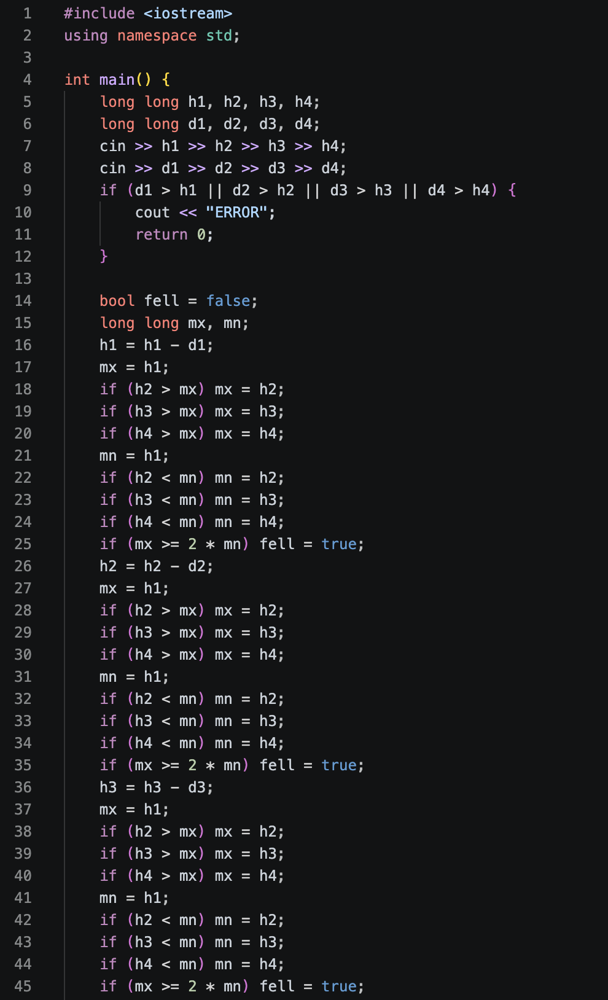 1 #include <iostream>
2 using namespace std;
3
4 int main() {
5     long long h1, h2, h3, h4;
6     long long d1, d2, d3, d4;
7     cin >> h1 >> h2 >> h3 >> h4;
8     cin >> d1 >> d2 >> d3 >> d4;
9     if (d1 > h1 || d2 > h2 || d3 > h3 || d4 > h4) {
10         cout << "ERROR";
11         return 0;
12     }
13
14     bool fell = false;
15     long long mx, mn;
16     h1 = h1 - d1;
17     mx = h1;
18     if (h2 > mx) mx = h2;
19     if (h3 > mx) mx = h3;
20     if (h4 > mx) mx = h4;
21     mn = h1;
22     if (h2 < mn) mn = h2;
23     if (h3 < mn) mn = h3;
24     if (h4 < mn) mn = h4;
25     if (mx >= 2 * mn) fell = true;
26     h2 = h2 - d2;
27     mx = h1;
28     if (h2 > mx) mx = h2;
29     if (h3 > mx) mx = h3;
30     if (h4 > mx) mx = h4;
31     mn = h1;
32     if (h2 < mn) mn = h2;
33     if (h3 < mn) mn = h3;
34     if (h4 < mn) mn = h4;
35     if (mx >= 2 * mn) fell = true;
36     h3 = h3 - d3;
37     mx = h1;
38     if (h2 > mx) mx = h2;
39     if (h3 > mx) mx = h3;
40     if (h4 > mx) mx = h4;
41     mn = h1;
42     if (h2 < mn) mn = h2;
43     if (h3 < mn) mn = h3;
44     if (h4 < mn) mn = h4;
45     if (mx >= 2 * mn) fell = true;